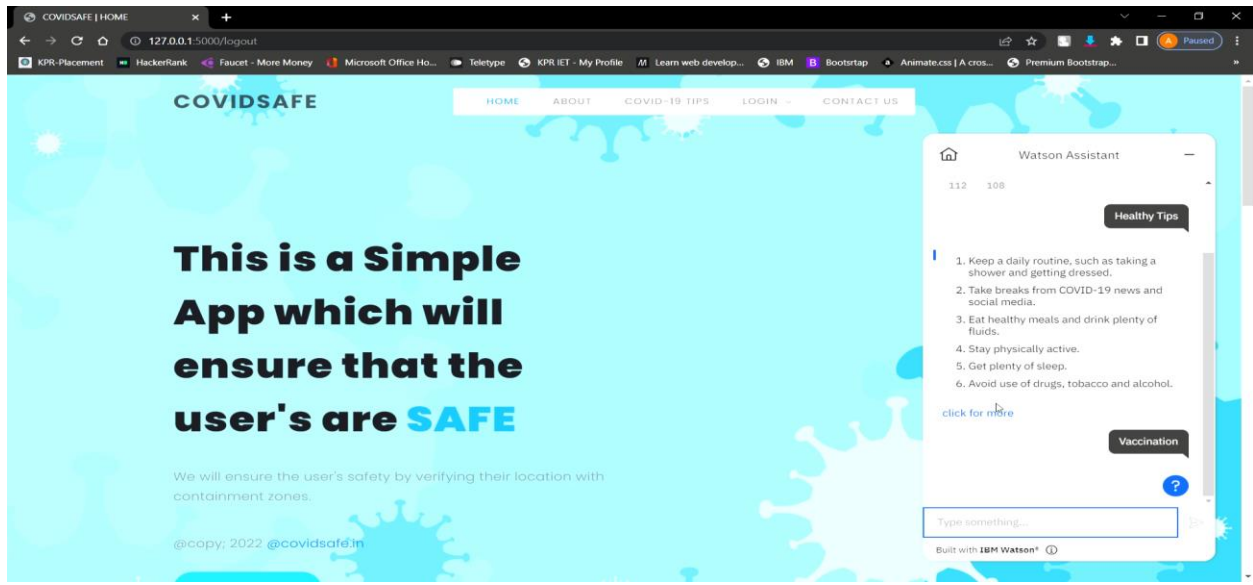 COVIDSAFE | HOME
127.0.0.1:5000/logout
Paused
KPR-Placement HackerRank Faucet - More Money Microsoft Office Ho... Teletype KPR IET - My Profile Learn web develop... IBM Bootsrtap Animate.css | A cros... Premium Bootstrap...
COVIDSAFE
HOME ABOUT COVID-19 TIPS LOGIN CONTACT US
This is a Simple
App which will
ensure that the
user's are SAFE
We will ensure the user's safety by verifying their location with
containment zones.
@copy; 2022 @covidsafe.in
Watson Assistant
112 108
Healthy Tips
1. Keep a daily routine, such as taking a
shower and getting dressed.
2. Take breaks from COVID-19 news and
social media.
3. Eat healthy meals and drink plenty of
fluids.
4. Stay physically active.
5. Get plenty of sleep.
6. Avoid use of drugs, tobacco and alcohol.
click for more
Vaccination
?
Type something...
Built with IBM Watson®